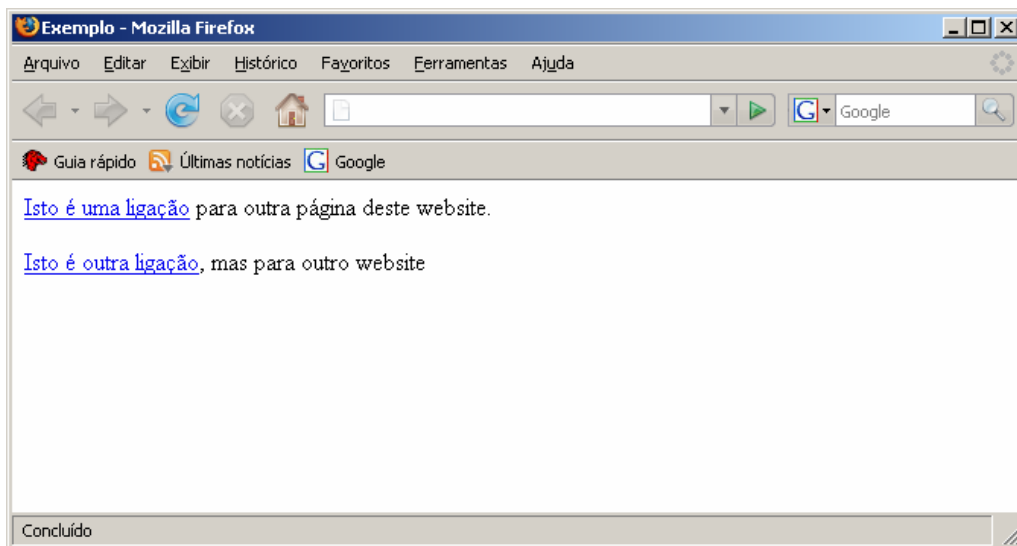 Exemplo - Mozilla Firefox
Arquivo Editar Exibir Histórico Favoritos Ferramentas Ajuda
G Google
Guia rápido Últimas notícias G Google
Isto é uma ligação para outra página deste website.
Isto é outra ligação, mas para outro website
Concluído